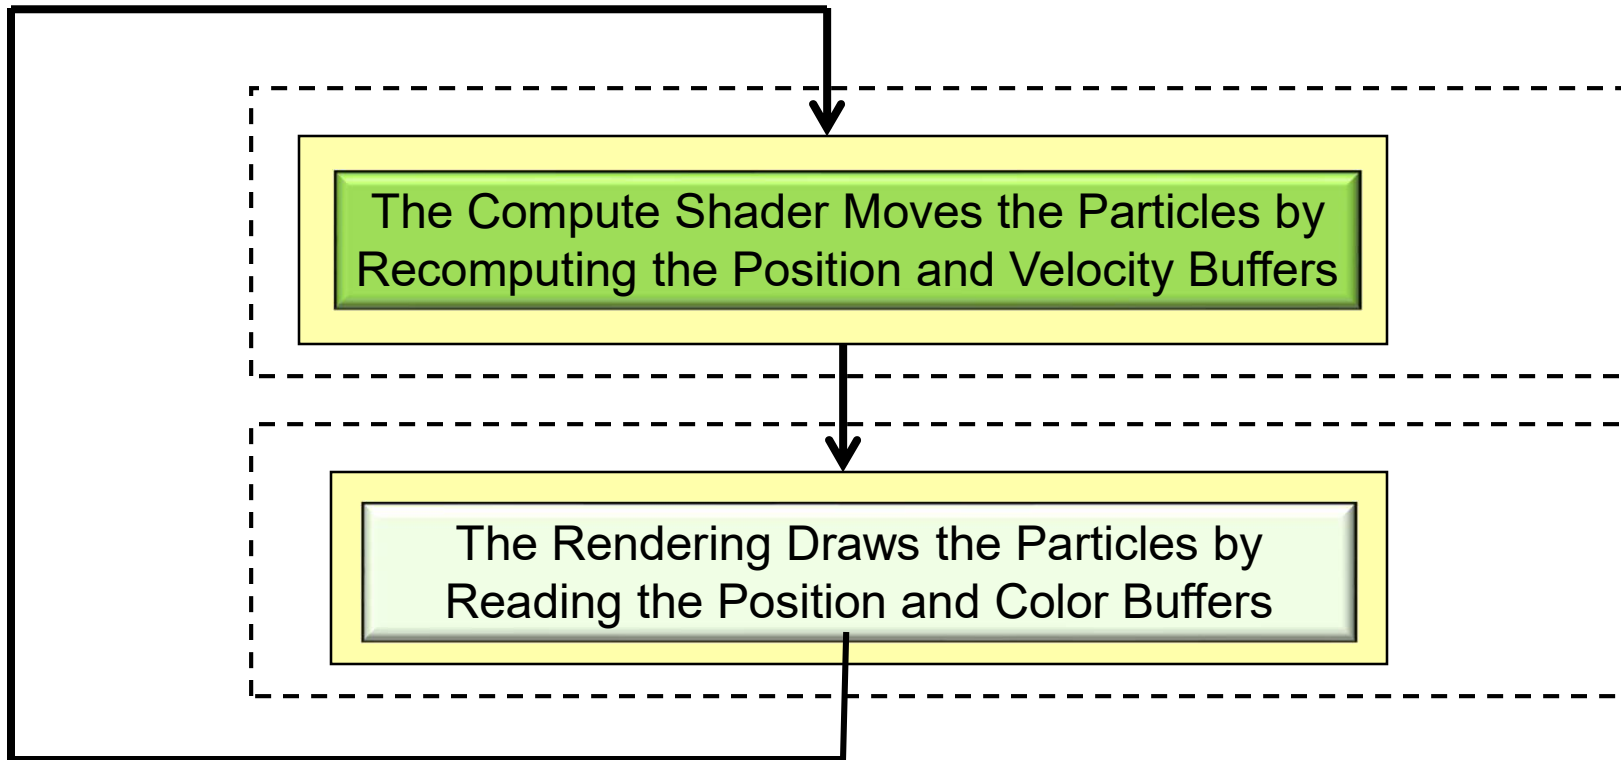 The Compute Shader Moves the Particles by
Recomputing the Position and Velocity Buffers
The Rendering Draws the Particles by
Reading the Position and Color Buffers